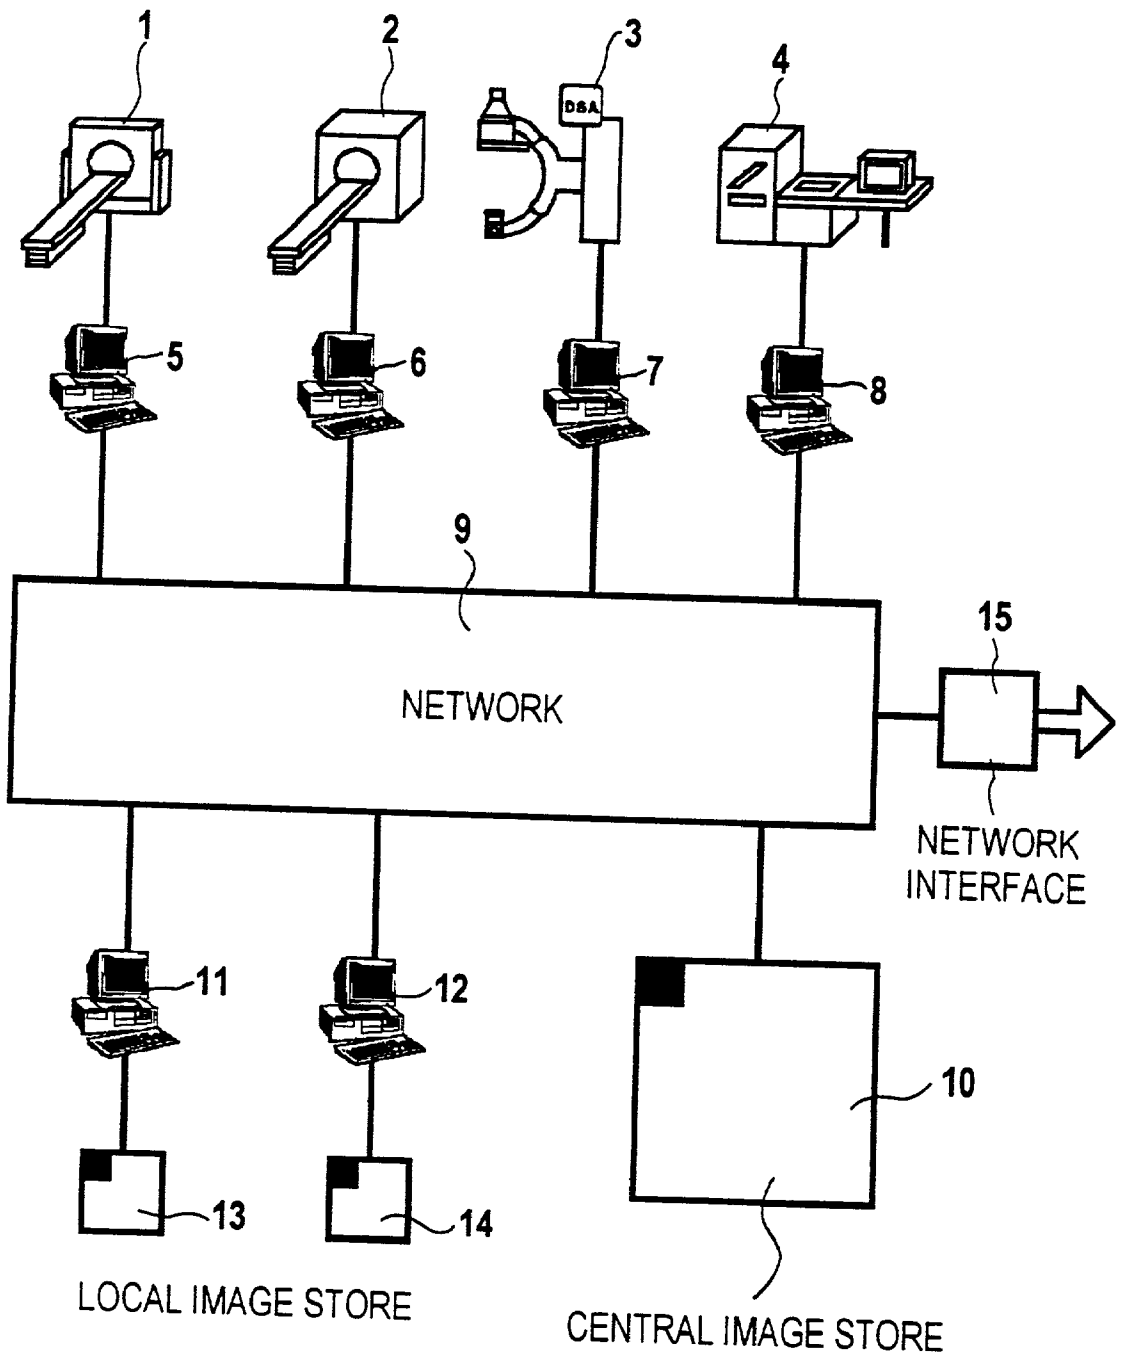 1
2
3
4
DSA
5
6
7
8
9
NETWORK
15
NETWORK
INTERFACE
11
12
10
13
14
LOCAL IMAGE STORE
CENTRAL IMAGE STORE